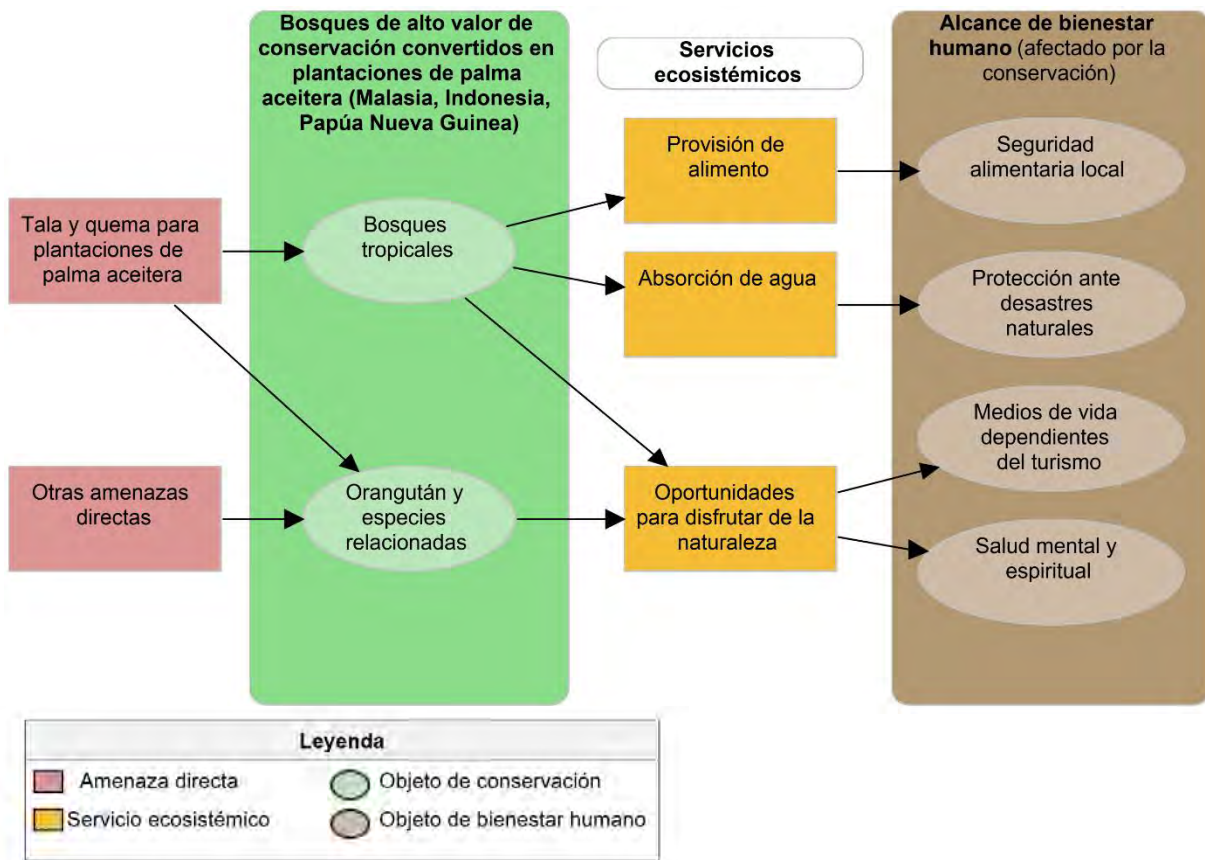 Bosques de alto valor de
conservación convertidos en
plantaciones de palma
aceitera (Malasia, Indonesia,
Papúa Nueva Guinea)
Servicios
ecosistémicos
Alcance de bienestar
humano (afectado por la
conservación)
Tala y quema para
plantaciones de
palma aceitera
Bosques
tropicales
Provisión de
alimento
Seguridad
alimentaria local
Absorción de agua
Protección ante
desastres
naturales
Otras amenazas
directas
Orangután y
especies
relacionadas
Oportunidades
para disfrutar de la
naturaleza
Medios de vida
dependientes
del turismo
Salud mental y
espiritual
Leyenda
Amenaza directa
Objeto de conservación
Servicio ecosistémico
Objeto de bienestar humano